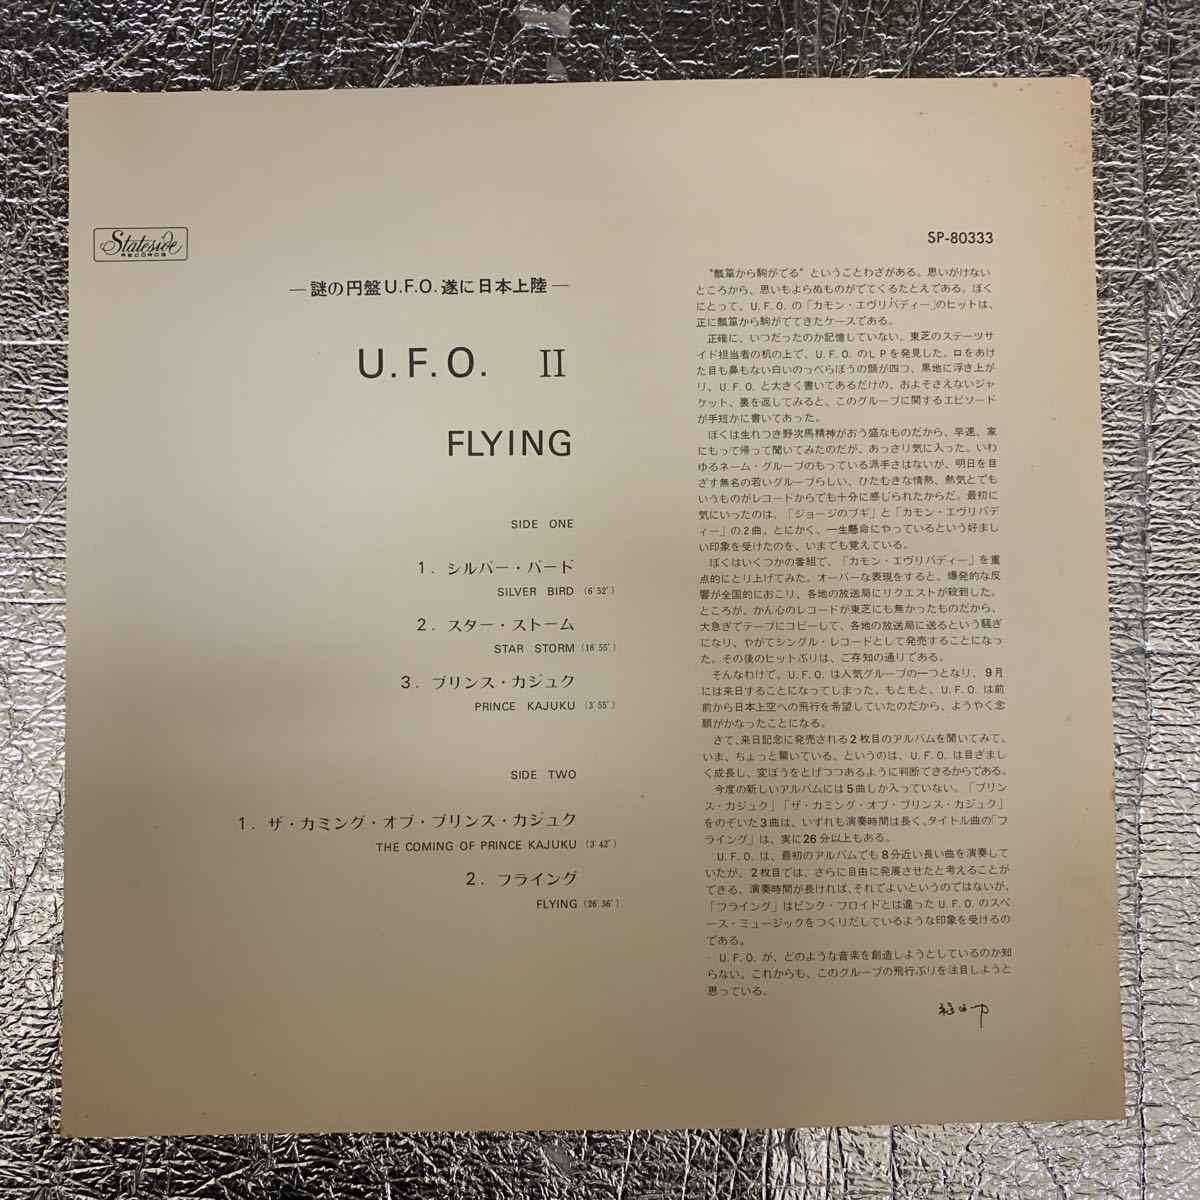 Stateside
RECORDS
SP-80333
—謎の円盤U.F.O.遂に日本上陸—
U.F.O. II
FLYING
SIDE ONE
1. シルバー・バード
SILVER BIRD (6'52")
2. スター・ストーム
STAR STORM (18'55")
3. プリンス・カジュク
PRINCE KAJUKU (3'55")
SIDE TWO
1. ザ・カミング・オブ・プリンス・カジュク
THE COMING OF PRINCE KAJUKU (3'42")
2. フライング
FLYING (26'36")
“瓢箪から駒がでる”ということわざがある。思いがけない
ところから、思いもよらぬものがでてくるたとえである。ぼく
にとって、U.F.O. の「カモン・エヴリバディー」のヒットは、
正に瓢箪から駒がでてきたケースである。
正確に、いつだったのか記憶していない。東芝のステーツサ
イド担当者の机の上で、U.F.O. のＬＰを発見した。口をあけ
た目も鼻もない白いのっぺらぼうの顔が四つ、黒地に浮き上が
り、U.F.O. と大きく書いてあるだけの、およそさえないジャ
ケット、裏を返してみると、このグループに関するエピソード
が手短かに書いてあった。
ぼくは生れつき野次馬精神がおう盛なものだから、早速、家
にもって帰って聞いてみたのだが、あっさり気に入った。いわ
ゆるネーム・グループのもっている派手さはないが、明日を目
ざす無名の若いグループらしい、ひたむきな情熱、熱気とでも
いうものがレコードからでも十分に感じられたからだ。最初に
気にいったのは、「ジョージのブギ」と「カモン・エヴリバデ
ィー」の２曲。とにかく、一生懸命にやっているという好まし
い印象を受けたのを、いまでも覚えている。
ぼくはいくつかの番組で、「カモン・エヴリバディー」を重
点的にとり上げてみた。オーバーな表現をすると、爆発的な反
響が全国的におこり、各地の放送局にリクエストが殺到した。
ところが、かん心のレコードが東芝にも無かったものだから、
大急ぎでテープにコピーして、各地の放送局に送るという騒ぎ
になり、やがてシングル・レコードとして発売することになっ
た。その後のヒットぶりは、ご存知の通りである。
そんなわけで、U.F.O. は人気グループの一つとなり、９月
には来日することになってしまった。もともと、U.F.O. は前
前から日本上空への飛行を希望していたのだから、ようやく念
願がかなったことになる。
さて、来日記念に発売される２枚目のアルバムを聞いてみて、
いま、ちょっと驚いている。というのは、U.F.O. は目ざまし
く成長し、変ぼうをとげつつあるように判断できるからである。
今度の新しいアルバムには５曲しか入っていない。「プリン
ス・カジュク」「ザ・カミング・オブ・プリンス・カジュク」
をのぞいた３曲は、いずれも演奏時間は長く、タイトル曲の「フ
ライング」は、実に26分以上もある。
U.F.O. は、最初のアルバムでも８分近い長い曲を演奏して
いたが、２枚目では、さらに自由に発展させたと考えることが
できる。演奏時間が長ければ、それでよいというのではないが、
「フライング」はピンク・フロイドとは違ったU.F.O. のスペ
ース・ミュージックをつくりだしているような印象を受けるの
である。
U.F.O. が、どのような音楽を創造しようとしているのか知
らない。これからも、このグループの飛行ぶりを注目しようと
思っている。